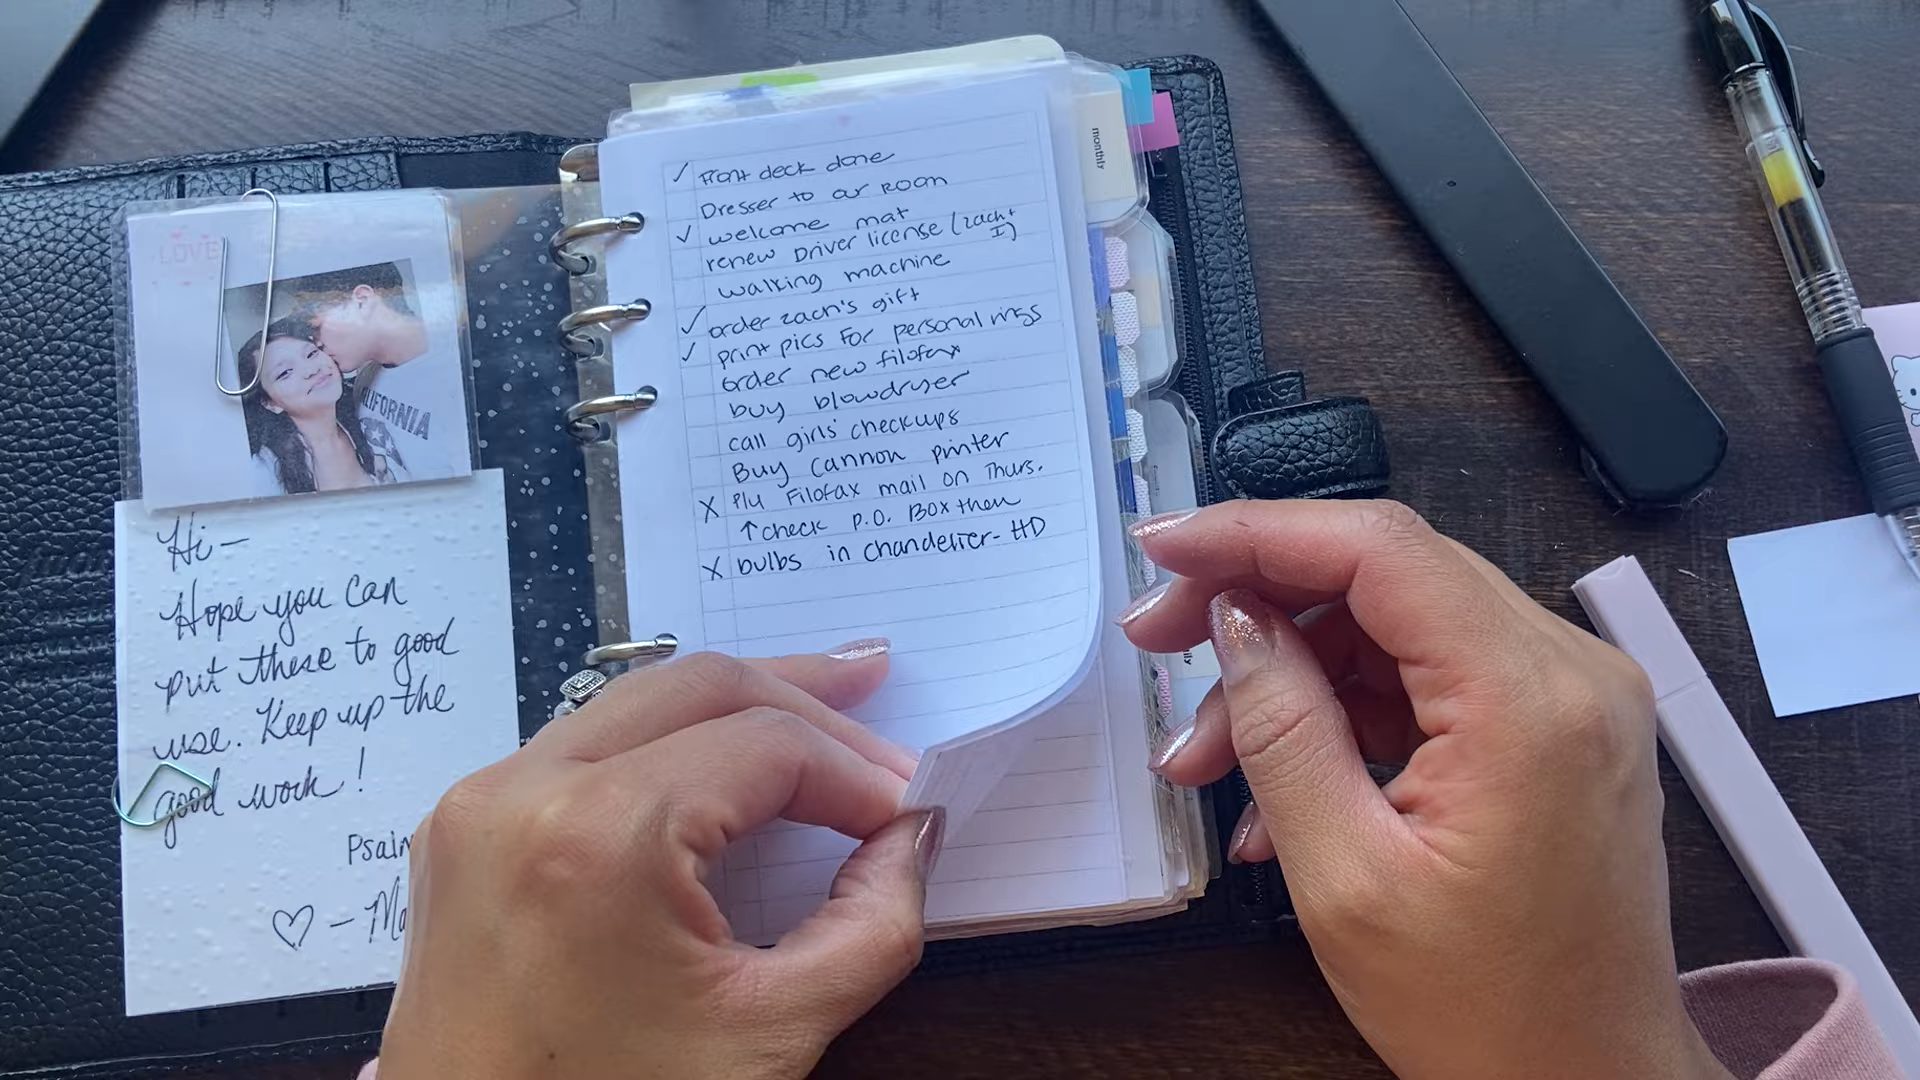 LOVE
CALIFORNIA
Hi-
Hope you can
put these to good
use. Keep up the
good work!
Psalm
♡ - Ma
✓ Front deck done
Dresser to our ROOM
✓ welcome mat
renew Driver license (zach +
I)
walking machine
✓ order zach's gift
✓ print pics for personal rings
order new filofax
buy blowdryer
call girls' checkups
Buy cannon printer
X P/u Filofax mail on Thurs.
↑ check P.O. Box then
X bulbs in chandelier- HD
monthly